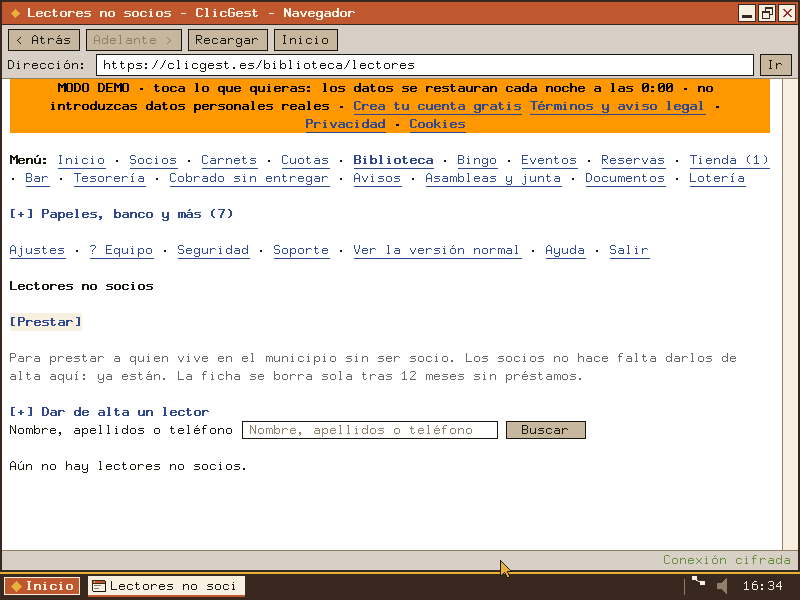 Lectores no socios - ClicGest - Navegador
< Atrás Adelante > Recargar Inicio
Dirección: https://clicgest.es/biblioteca/lectores Ir
MODO DEMO · toca lo que quieras: los datos se restauran cada noche a las 0:00 · no
introduzcas datos personales reales · Crea tu cuenta gratis Términos y aviso legal ·
Privacidad · Cookies
Menú: Inicio · Socios · Carnets · Cuotas · Biblioteca · Bingo · Eventos · Reservas · Tienda (1)
· Bar · Tesorería · Cobrado sin entregar · Avisos · Asambleas y junta · Documentos · Lotería
[+] Papeles, banco y más (7)
Ajustes · ? Equipo · Seguridad · Soporte · Ver la versión normal · Ayuda · Salir
Lectores no socios
[Prestar]
Para prestar a quien vive en el municipio sin ser socio. Los socios no hace falta darlos de
alta aquí: ya están. La ficha se borra sola tras 12 meses sin préstamos.
[+] Dar de alta un lector
Nombre, apellidos o teléfono Nombre, apellidos o teléfono Buscar
Aún no hay lectores no socios.
Conexión cifrada
Inicio Lectores no soci 16:34